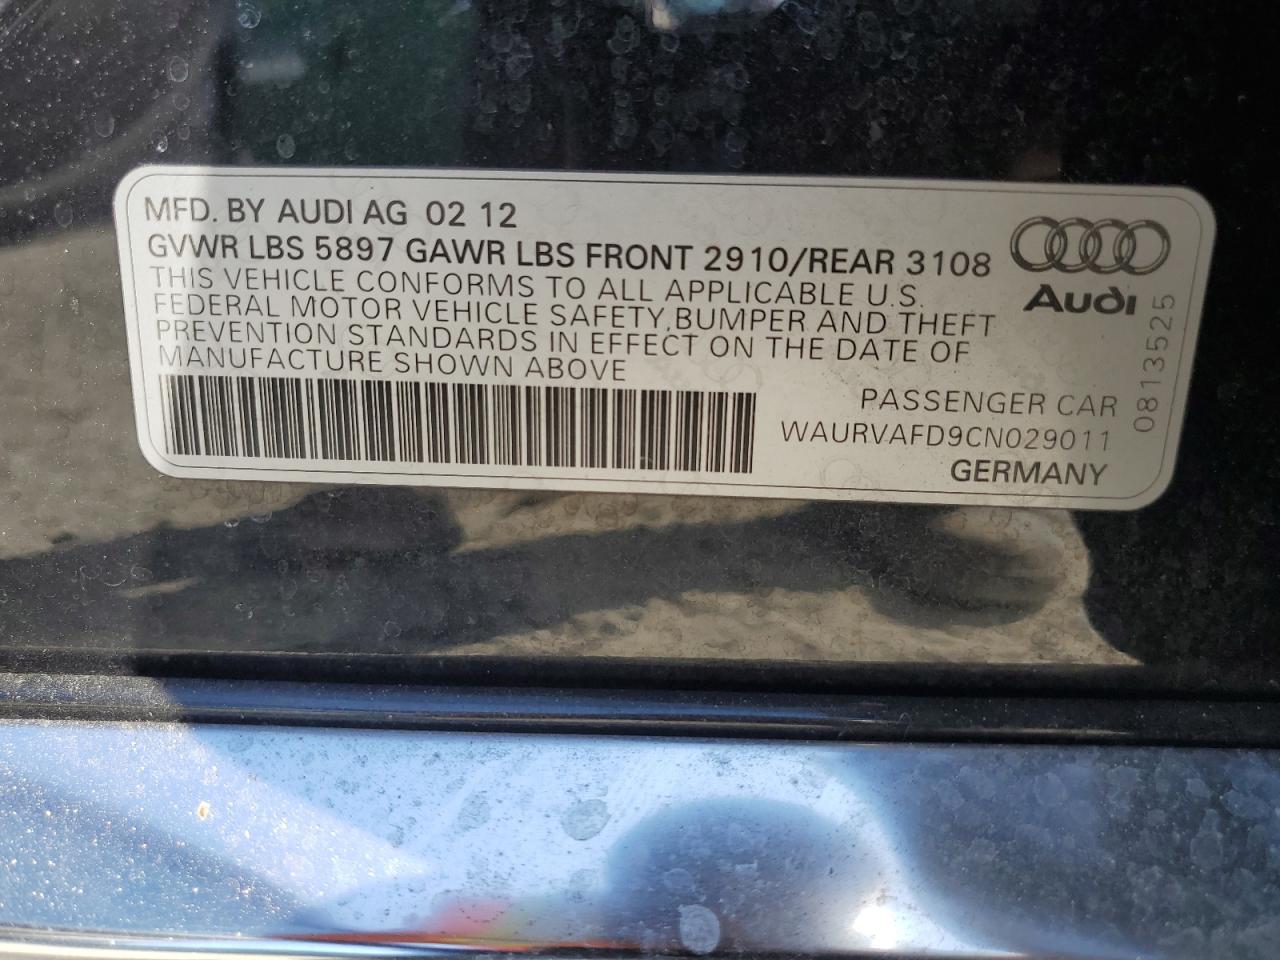 MFD. BY AUDI AG 02 12
GVWR LBS 5897 GAWR LBS FRONT 2910/REAR 3108
THIS VEHICLE CONFORMS TO ALL APPLICABLE U.S.
FEDERAL MOTOR VEHICLE SAFETY,BUMPER AND THEFT
PREVENTION STANDARDS IN EFFECT ON THE DATE OF
MANUFACTURE SHOWN ABOVE
Audi
0813525
PASSENGER CAR
WAURVAFD9CN029011
GERMANY